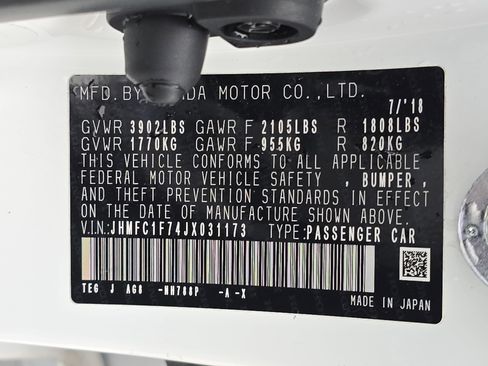 MFD. BY HONDA MOTOR CO.,LTD.
7/'18
GVWR 3902LBS GAWR F 2105LBS R 1808LBS
GVWR 1770KG GAWR F 955KG R 820KG
THIS VEHICLE CONFORMS TO ALL APPLICABLE
FEDERAL MOTOR VEHICLE SAFETY , BUMPER ,
AND THEFT PREVENTION STANDARDS IN EFFECT
ON THE DATE OF MANUFACTURE SHOWN ABOVE.
V.I.N.:JHMFC1F74JX031173 TYPE:PASSENGER CAR
TEG J AG8 -NH788P -A -X
MADE IN JAPAN